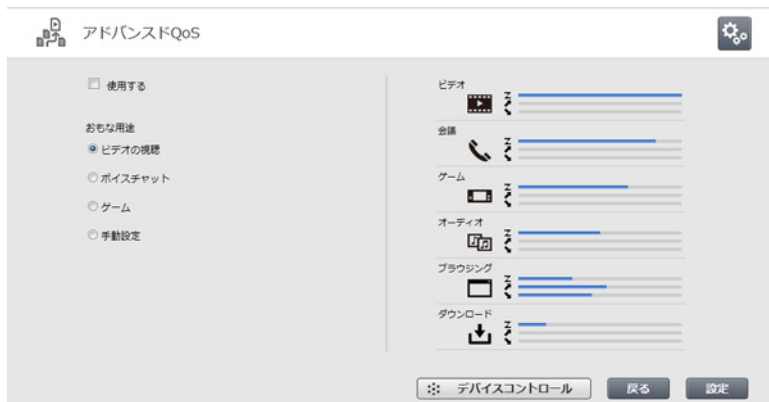 アドバンスドQoS
使用する
おもな用途
ビデオの視聴
ボイスチャット
ゲーム
手動設定
ビデオ
会議
ゲーム
オーディオ
ブラウジング
ダウンロード
デバイスコントロール
戻る
設定